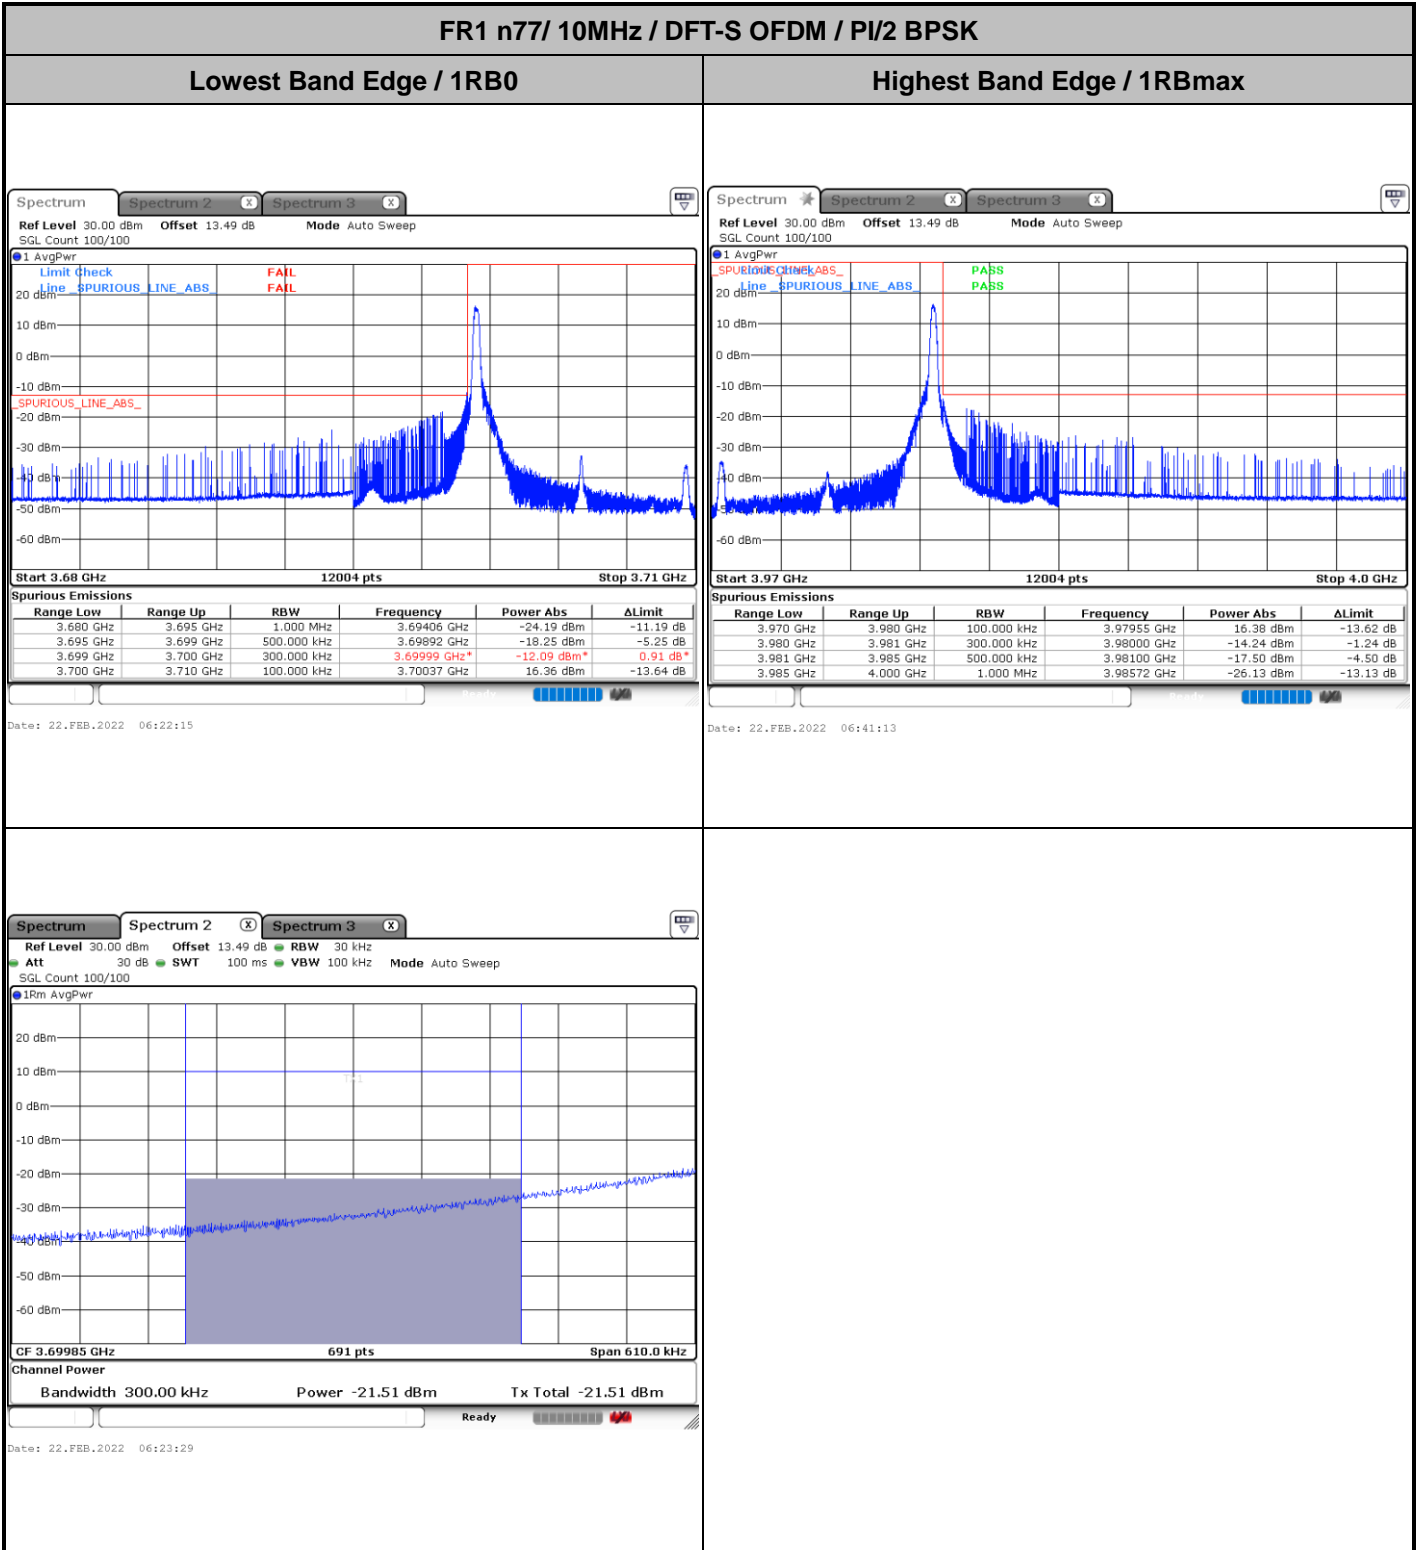 FR1 n77/ 10MHz / DFT-S OFDM / PI/2 BPSK
Lowest Band Edge / 1RB0
Highest Band Edge / 1RBmax
Spectrum Spectrum 2 X Spectrum 3 X
Ref Level 30.00 dBm Offset 13.49 dB Mode Auto Sweep
SGL Count 100/100
1 AvgPwr
Limit Check FAIL
Line _SPURIOUS_LINE_ABS_ FAIL
20 dBm
10 dBm
0 dBm
-10 dBm
_SPURIOUS_LINE_ABS_
-20 dBm
-30 dBm
-40 dBm
-50 dBm
-60 dBm
Start 3.68 GHz 12004 pts Stop 3.71 GHz
Spurious Emissions
Range Low Range Up RBW Frequency Power Abs ΔLimit
3.680 GHz 3.695 GHz 1.000 MHz 3.69406 GHz -24.19 dBm -11.19 dB
3.695 GHz 3.699 GHz 500.000 kHz 3.69892 GHz -18.25 dBm -5.25 dB
3.699 GHz 3.700 GHz 300.000 kHz 3.69999 GHz* -12.09 dBm* 0.91 dB*
3.700 GHz 3.710 GHz 100.000 kHz 3.70037 GHz 16.36 dBm -13.64 dB
Ready
Date: 22.FEB.2022 06:22:15
Spectrum Spectrum 2 X Spectrum 3 X
Ref Level 30.00 dBm Offset 13.49 dB Mode Auto Sweep
SGL Count 100/100
1 AvgPwr
_SPURIOUS_LINE_ABS_
Limit Check PASS
Line _SPURIOUS_LINE_ABS_ PASS
20 dBm
10 dBm
0 dBm
-10 dBm
-20 dBm
-30 dBm
-40 dBm
-50
-60 dBm
Start 3.97 GHz 12004 pts Stop 4.0 GHz
Spurious Emissions
Range Low Range Up RBW Frequency Power Abs ΔLimit
3.970 GHz 3.980 GHz 100.000 kHz 3.97955 GHz 16.38 dBm -13.62 dB
3.980 GHz 3.981 GHz 300.000 kHz 3.98000 GHz -14.24 dBm -1.24 dB
3.981 GHz 3.985 GHz 500.000 kHz 3.98100 GHz -17.50 dBm -4.50 dB
3.985 GHz 4.000 GHz 1.000 MHz 3.98572 GHz -26.13 dBm -13.13 dB
Ready
Date: 22.FEB.2022 06:41:13
Spectrum Spectrum 2 X Spectrum 3 X
Ref Level 30.00 dBm Offset 13.49 dB RBW 30 kHz
Att 30 dB SWT 100 ms VBW 100 kHz Mode Auto Sweep
SGL Count 100/100
1Rm AvgPwr
20 dBm
10 dBm
0 dBm
-10 dBm
-20 dBm
-30 dBm
-40 dBm
-50 dBm
-60 dBm
CF 3.69985 GHz 691 pts Span 610.0 kHz
Channel Power
Bandwidth 300.00 kHz Power -21.51 dBm Tx Total -21.51 dBm
Ready
Date: 22.FEB.2022 06:23:29